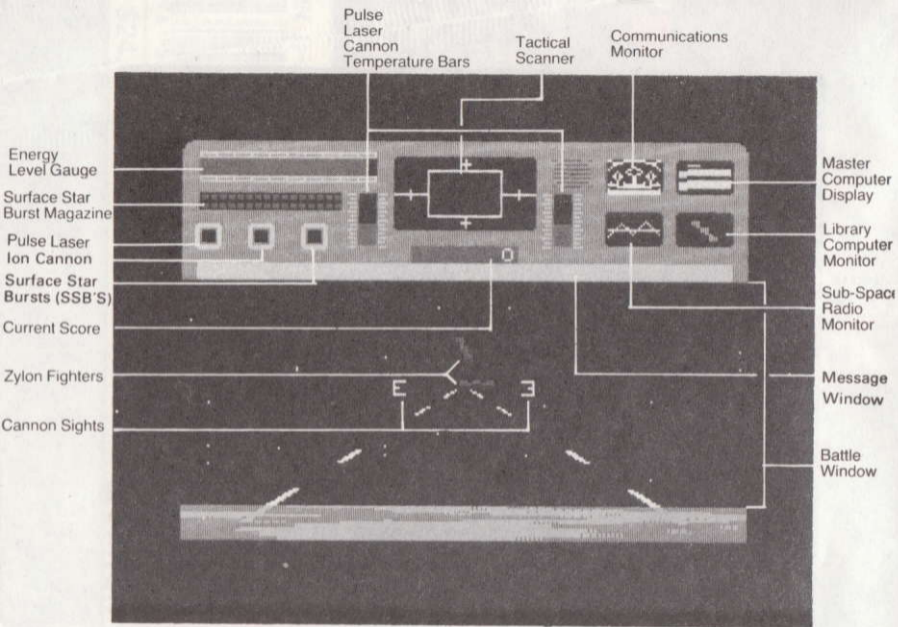 Pulse
Laser
Cannon
Temperature Bars
Tactical
Scanner
Communications
Monitor
Energy
Level Gauge
Surface Star
Burst Magazine
Pulse Laser
Ion Cannon
Surface Star
Bursts (SSB'S)
Current Score
Zylon Fighters
Cannon Sights
0
Master
Computer
Display
Library
Computer
Monitor
Sub-Space
Radio
Monitor
Message
Window
Battle
Window